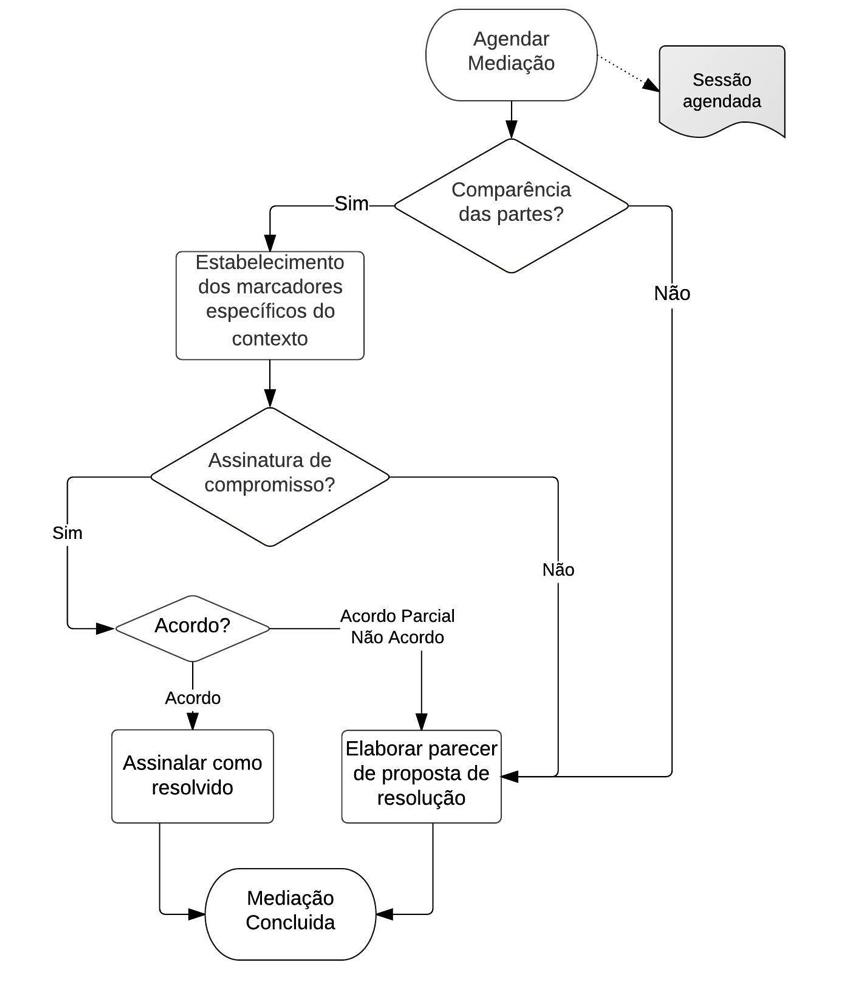 Agendar
Mediação
Sessão
agendada
Comparência
das partes?
Sim
Não
Estabelecimento
dos marcadores
específicos do
contexto
Assinatura de
compromisso?
Sim
Não
Acordo?
Acordo Parcial
Não Acordo
Acordo
Assinalar como
resolvido
Elaborar parecer
de proposta de
resolução
Mediação
Concluida